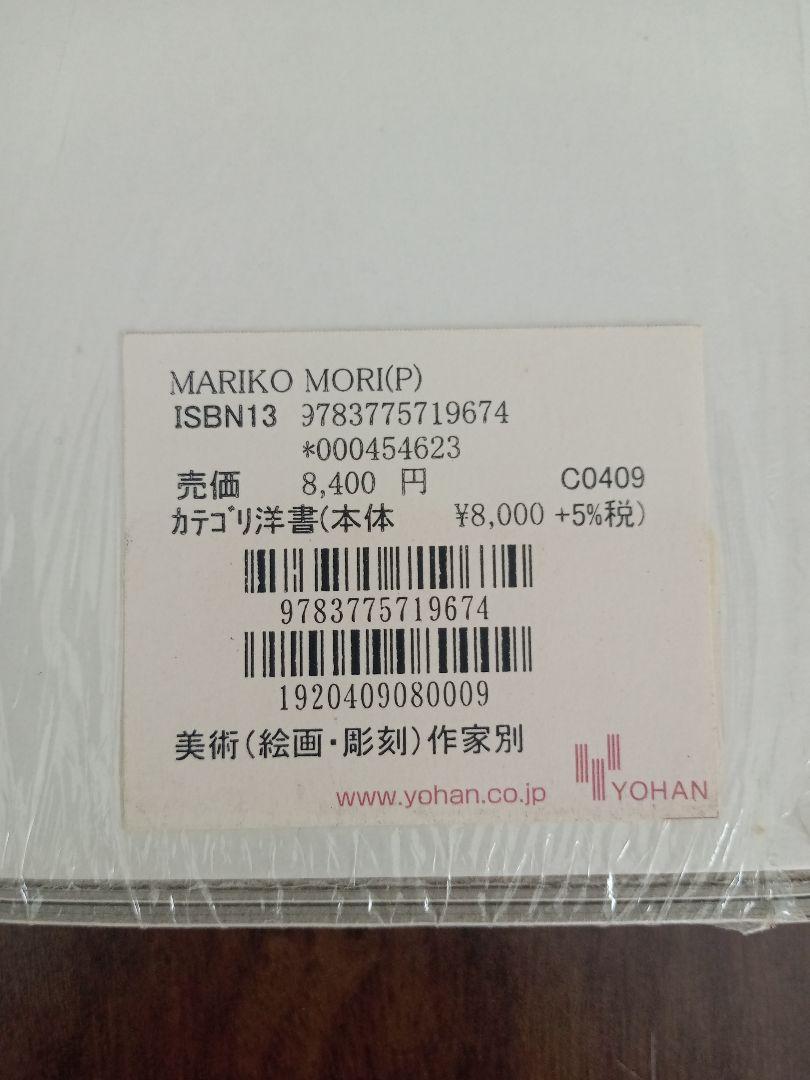 MARIKO MORI(P)
ISBN13 9783775719674
*000454623
売価 8,400 円 C0409
ｶﾃｺﾞﾘ洋書(本体 ¥8,000 +5%税)
9783775719674
1920409080009
美術(絵画・彫刻)作家別
www.yohan.co.jp YOHAN